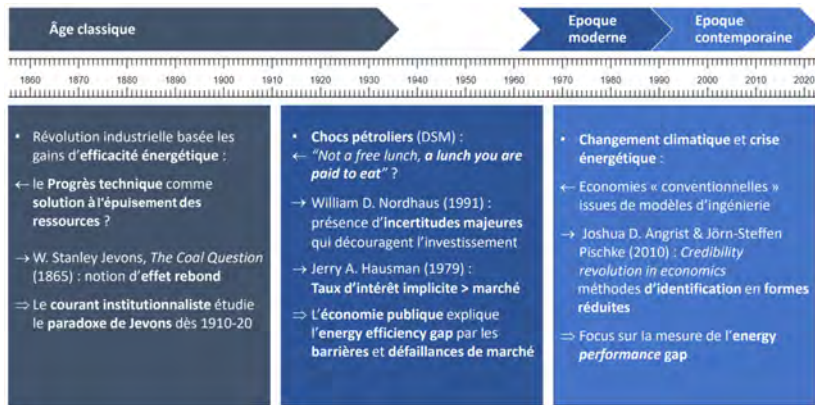 Âge classique
Epoque
moderne
Epoque
contemporaine
1860 1870 1880 1890 1900 1910 1920 1930 1940 1950 1960 1970 1980 1990 2000 2010 2020
• Révolution industrielle basée les
gains d'efficacité énergétique :
← le Progrès technique comme
solution à l'épuisement des
ressources ?
→ W. Stanley Jevons, The Coal Question
(1865) : notion d'effet rebond
⇒ Le courant institutionnaliste étudie
le paradoxe de Jevons dès 1910-20
• Chocs pétroliers (DSM) :
← "Not a free lunch, a lunch you are
paid to eat" ?
→ William D. Nordhaus (1991) :
présence d'incertitudes majeures
qui découragent l'investissement
→ Jerry A. Hausman (1979) :
Taux d'intérêt implicite > marché
⇒ L'économie publique explique
l'energy efficiency gap par les
barrières et défaillances de marché
• Changement climatique et crise
énergétique :
← Economies « conventionnelles »
issues de modèles d'ingénierie
→ Joshua D. Angrist & Jörn-Steffen
Pischke (2010) : Credibility
revolution in economics
méthodes d'identification en formes
réduites
⇒ Focus sur la mesure de l'energy
performance gap